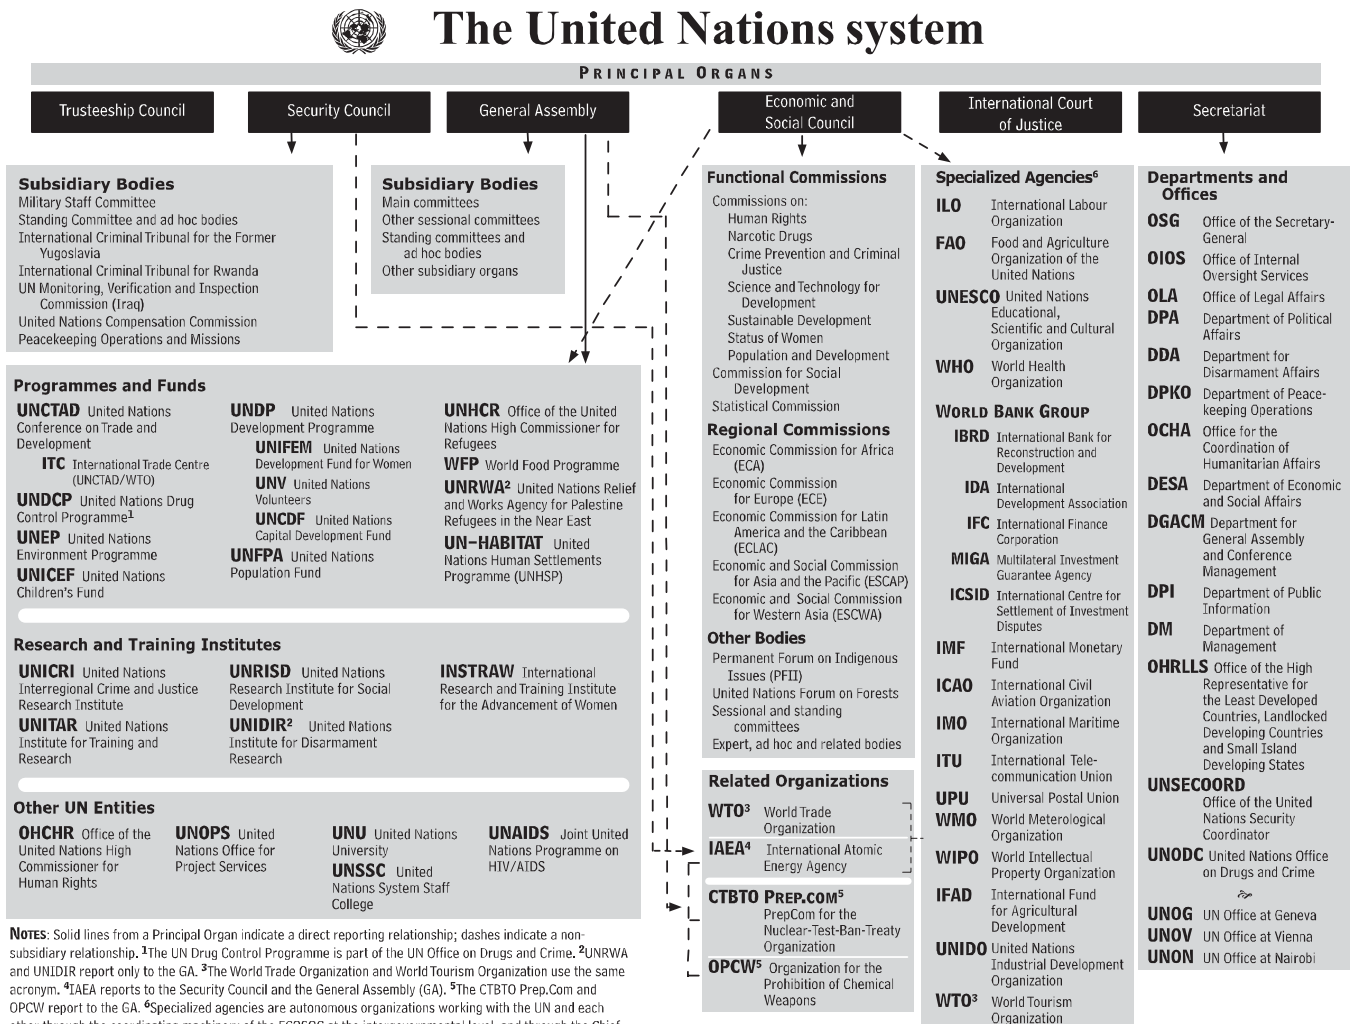 The United Nations system
PRINCIPAL ORGANS
Trusteeship Council
Security Council
General Assembly
Economic and
Social Council
International Court
of Justice
Secretariat
Subsidiary Bodies
Military Staff Committee
Standing Committee and ad hoc bodies
International Criminal Tribunal for the Former
Yugoslavia
International Criminal Tribunal for Rwanda
UN Monitoring, Verification and Inspection
Commission (Iraq)
United Nations Compensation Commission
Peacekeeping Operations and Missions
Subsidiary Bodies
Main committees
Other sessional committees
Standing committees and
ad hoc bodies
Other subsidiary organs
Programmes and Funds
UNCTAD United Nations
Conference on Trade and
Development
ITC International Trade Centre
(UNCTAD/WTO)
UNDCP United Nations Drug
Control Programme1
UNEP United Nations
Environment Programme
UNICEF United Nations
Children's Fund
UNDP United Nations
Development Programme
UNIFEM United Nations
Development Fund for Women
UNV United Nations
Volunteers
UNCDF United Nations
Capital Development Fund
UNFPA United Nations
Population Fund
UNHCR Office of the United
Nations High Commissioner for
Refugees
WFP World Food Programme
UNRWA2 United Nations Relief
and Works Agency for Palestine
Refugees in the Near East
UN-HABITAT United
Nations Human Settlements
Programme (UNHSP)
Research and Training Institutes
UNICRI United Nations
Interregional Crime and Justice
Research Institute
UNITAR United Nations
Institute for Training and
Research
UNRISD United Nations
Research Institute for Social
Development
UNIDIR2 United Nations
Institute for Disarmament
Research
INSTRAW International
Research and Training Institute
for the Advancement of Women
Other UN Entities
OHCHR Office of the
United Nations High
Commissioner for
Human Rights
UNOPS United
Nations Office for
Project Services
UNU United Nations
University
UNSSC United
Nations System Staff
College
UNAIDS Joint United
Nations Programme on
HIV/AIDS
NOTES: Solid lines from a Principal Organ indicate a direct reporting relationship; dashes indicate a non-
subsidiary relationship. 1The UN Drug Control Programme is part of the UN Office on Drugs and Crime. 2UNRWA
and UNIDIR report only to the GA. 3The World Trade Organization and World Tourism Organization use the same
acronym. 4IAEA reports to the Security Council and the General Assembly (GA). 5The CTBTO Prep.Com and
OPCW report to the GA. 6Specialized agencies are autonomous organizations working with the UN and each
other through the coordinating machinery of the ECOSOC at the intergovernmental level, and through the Chief
Functional Commissions
Commissions on:
Human Rights
Narcotic Drugs
Crime Prevention and Criminal
Justice
Science and Technology for
Development
Sustainable Development
Status of Women
Population and Development
Commission for Social
Development
Statistical Commission
Regional Commissions
Economic Commission for Africa
(ECA)
Economic Commission
for Europe (ECE)
Economic Commission for Latin
America and the Caribbean
(ECLAC)
Economic and Social Commission
for Asia and the Pacific (ESCAP)
Economic and Social Commission
for Western Asia (ESCWA)
Other Bodies
Permanent Forum on Indigenous
Issues (PFII)
United Nations Forum on Forests
Sessional and standing
committees
Expert, ad hoc and related bodies
Related Organizations
WTO3 World Trade
Organization
IAEA4 International Atomic
Energy Agency
CTBTO PREP.COM5
PrepCom for the
Nuclear-Test-Ban-Treaty
Organization
OPCW5 Organization for the
Prohibition of Chemical
Weapons
Specialized Agencies6
ILO International Labour
Organization
FAO Food and Agriculture
Organization of the
United Nations
UNESCO United Nations
Educational,
Scientific and Cultural
Organization
WHO World Health
Organization
WORLD BANK GROUP
IBRD International Bank for
Reconstruction and
Development
IDA International
Development Association
IFC International Finance
Corporation
MIGA Multilateral Investment
Guarantee Agency
ICSID International Centre for
Settlement of Investment
Disputes
IMF International Monetary
Fund
ICAO International Civil
Aviation Organization
IMO International Maritime
Organization
ITU International Tele-
communication Union
UPU Universal Postal Union
WMO World Meterological
Organization
WIPO World Intellectual
Property Organization
IFAD International Fund
for Agricultural
Development
UNIDO United Nations
Industrial Development
Organization
WTO3 World Tourism
Organization
Departments and
Offices
OSG Office of the Secretary-
General
OIOS Office of Internal
Oversight Services
OLA Office of Legal Affairs
DPA Department of Political
Affairs
DDA Department for
Disarmament Affairs
DPKO Department of Peace-
keeping Operations
OCHA Office for the
Coordination of
Humanitarian Affairs
DESA Department of Economic
and Social Affairs
DGACM Department for
General Assembly
and Conference
Management
DPI Department of Public
Information
DM Department of
Management
OHRLLS Office of the High
Representative for
the Least Developed
Countries, Landlocked
Developing Countries
and Small Island
Developing States
UNSECOORD
Office of the United
Nations Security
Coordinator
UNODC United Nations Office
on Drugs and Crime
UNOG UN Office at Geneva
UNOV UN Office at Vienna
UNON UN Office at Nairobi